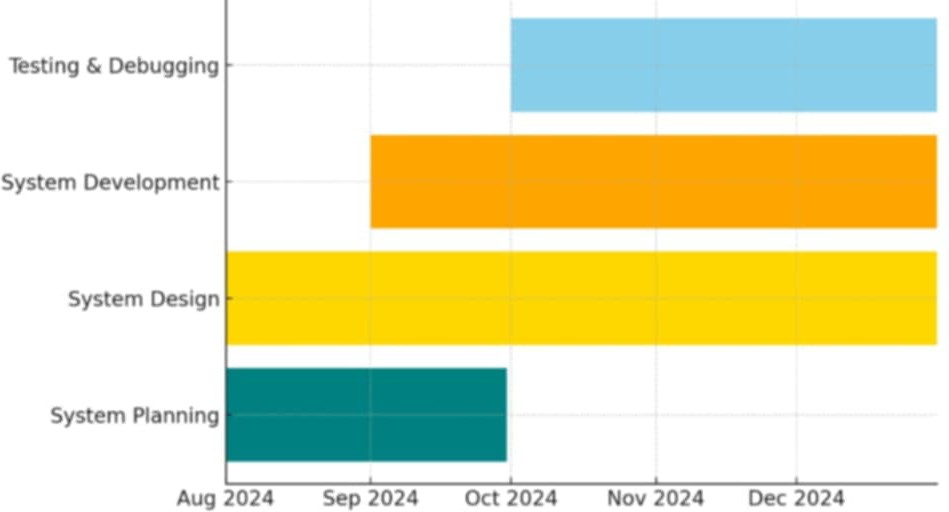 Testing & Debugging
System Development
System Design
System Planning
Aug 2024 Sep 2024 Oct 2024 Nov 2024 Dec 2024